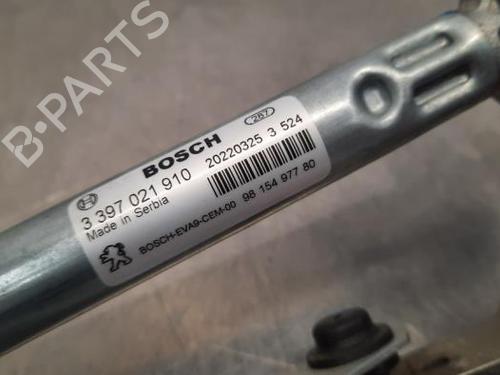 B-PARTS
BOSCH
287
3 397 021 910
20220325 3 524
Made in Serbia
98 154 977 80
BOSCH-EVA9-CEM-00